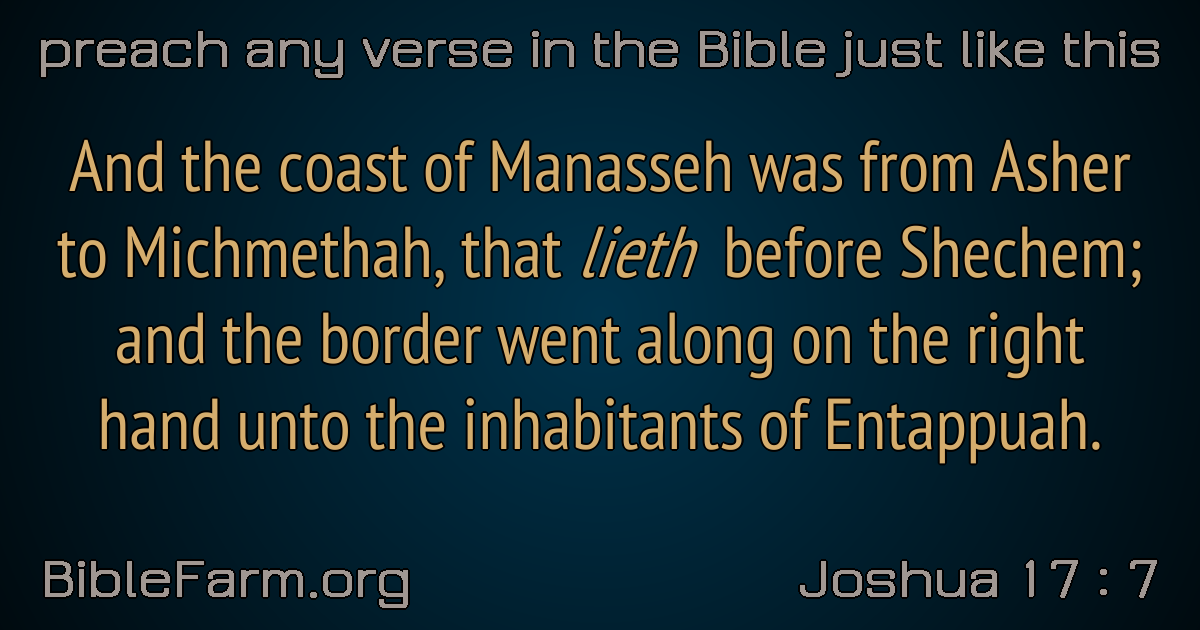 preach any verse in the Bible just like this
And the coast of Manasseh was from Asher
to Michmethah, that lieth before Shechem;
and the border went along on the right
hand unto the inhabitants of Entappuah.
BibleFarm.org
Joshua 17 : 7